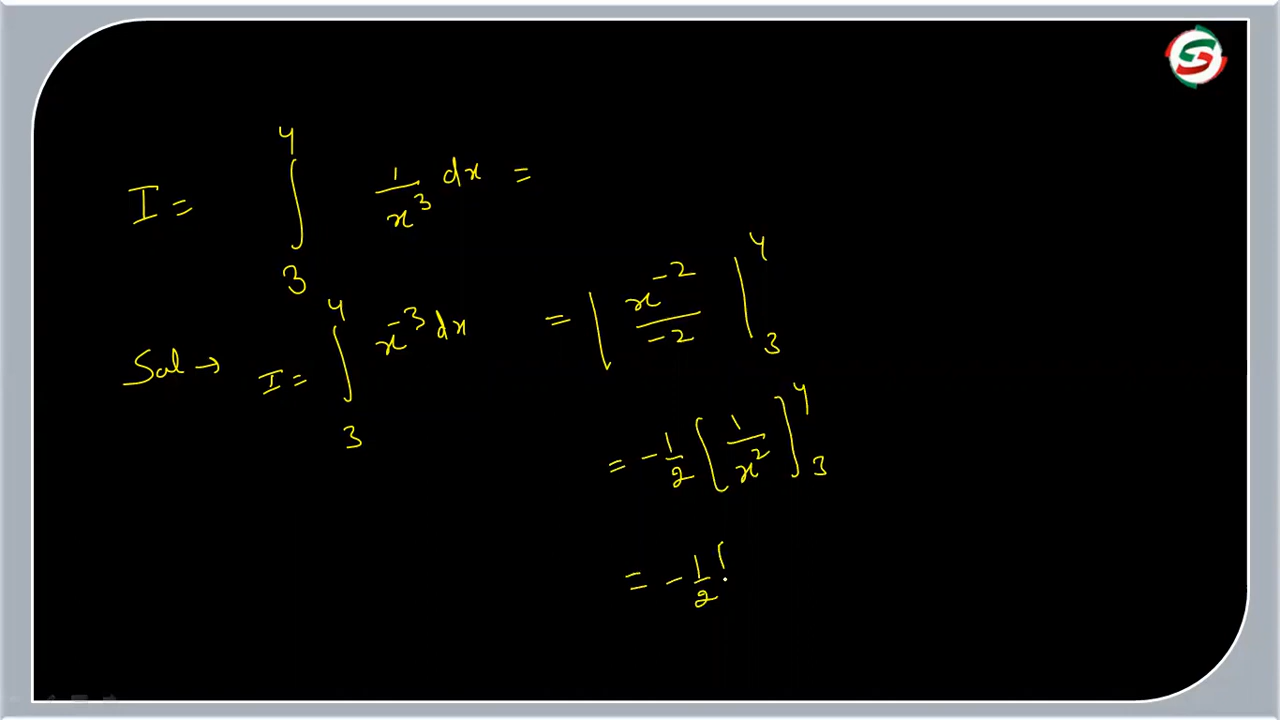 I = ∫₃⁴ 1/x³ dx =
Sol → I = ∫₃⁴ x⁻³ dx = [x⁻²/-2]₃⁴
= -1/2 [1/x²]₃⁴
= -1/2 [